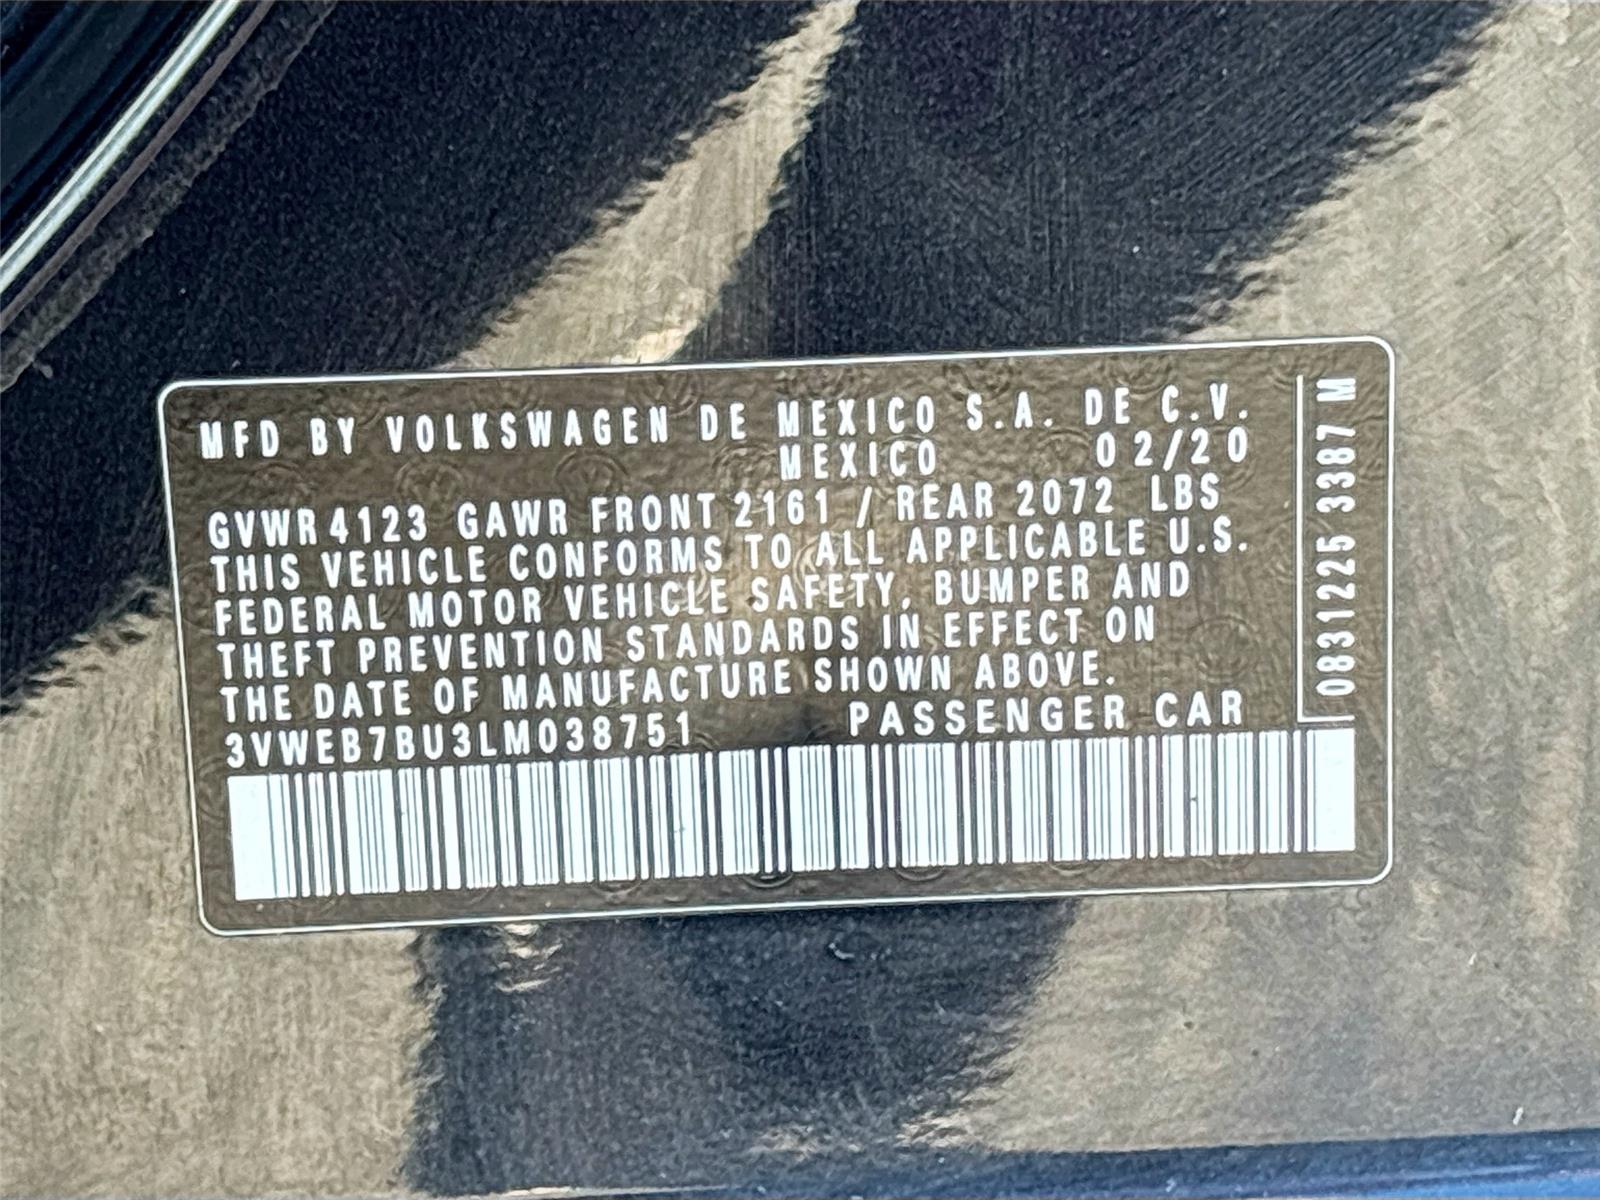 MFD BY VOLKSWAGEN DE MEXICO S.A. DE C.V.
MEXICO 02/20
GVWR 4123 GAWR FRONT 2161 / REAR 2072 LBS
THIS VEHICLE CONFORMS TO ALL APPLICABLE U.S.
FEDERAL MOTOR VEHICLE SAFETY, BUMPER AND
THEFT PREVENTION STANDARDS IN EFFECT ON
THE DATE OF MANUFACTURE SHOWN ABOVE.
3VWEB7BU3LM038751 PASSENGER CAR
0831225 3387 M